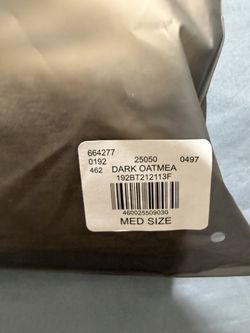 664277
0192 25050 0497
462 DARK OATMEA
192BT212113F
460025509030
MED SIZE